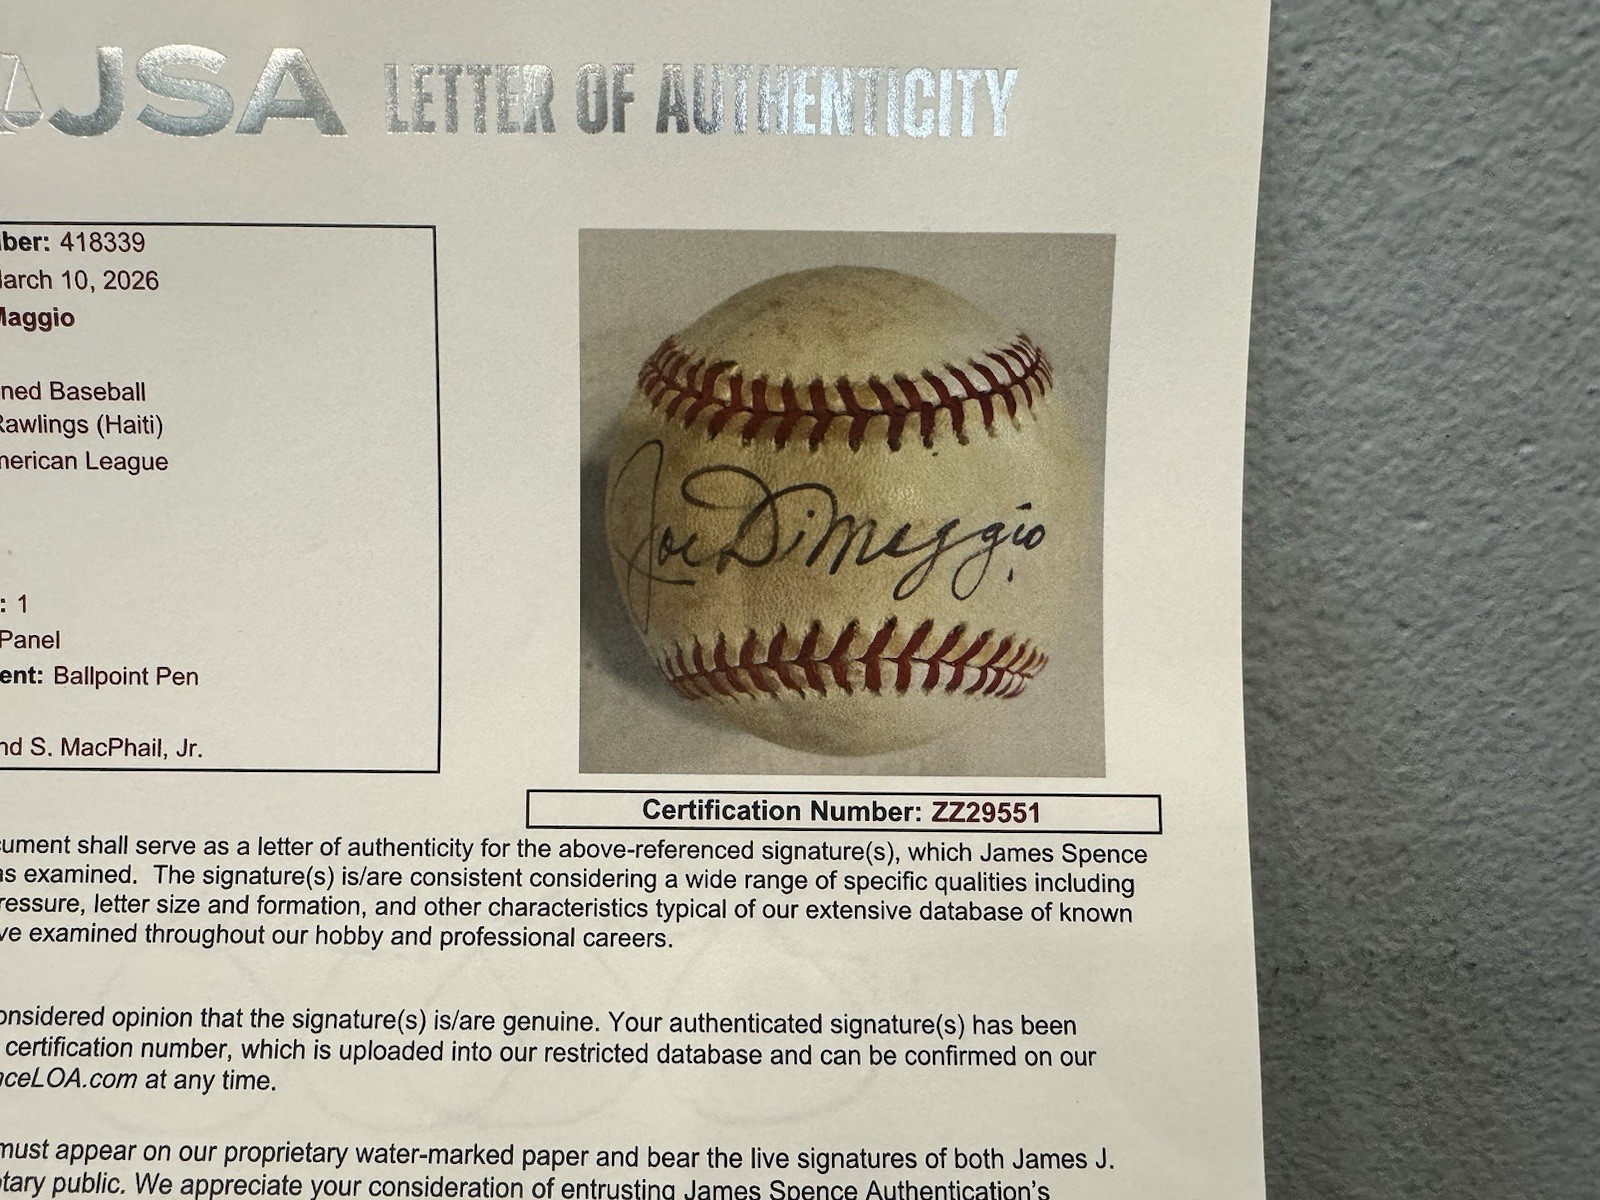 JSA LETTER OF AUTHENTICITY
ber: 418339
arch 10, 2026
Maggio
ned Baseball
Rawlings (Haiti)
merican League
: 1
Panel
ent: Ballpoint Pen
nd S. MacPhail, Jr.
Joe DiMaggio
Certification Number: ZZ29551
cument shall serve as a letter of authenticity for the above-referenced signature(s), which James Spence
as examined. The signature(s) is/are consistent considering a wide range of specific qualities including
ressure, letter size and formation, and other characteristics typical of our extensive database of known
ve examined throughout our hobby and professional careers.
onsidered opinion that the signature(s) is/are genuine. Your authenticated signature(s) has been
certification number, which is uploaded into our restricted database and can be confirmed on our
nceLOA.com at any time.
must appear on our proprietary water-marked paper and bear the live signatures of both James J.
tary public. We appreciate your consideration of entrusting James Spence Authentication's